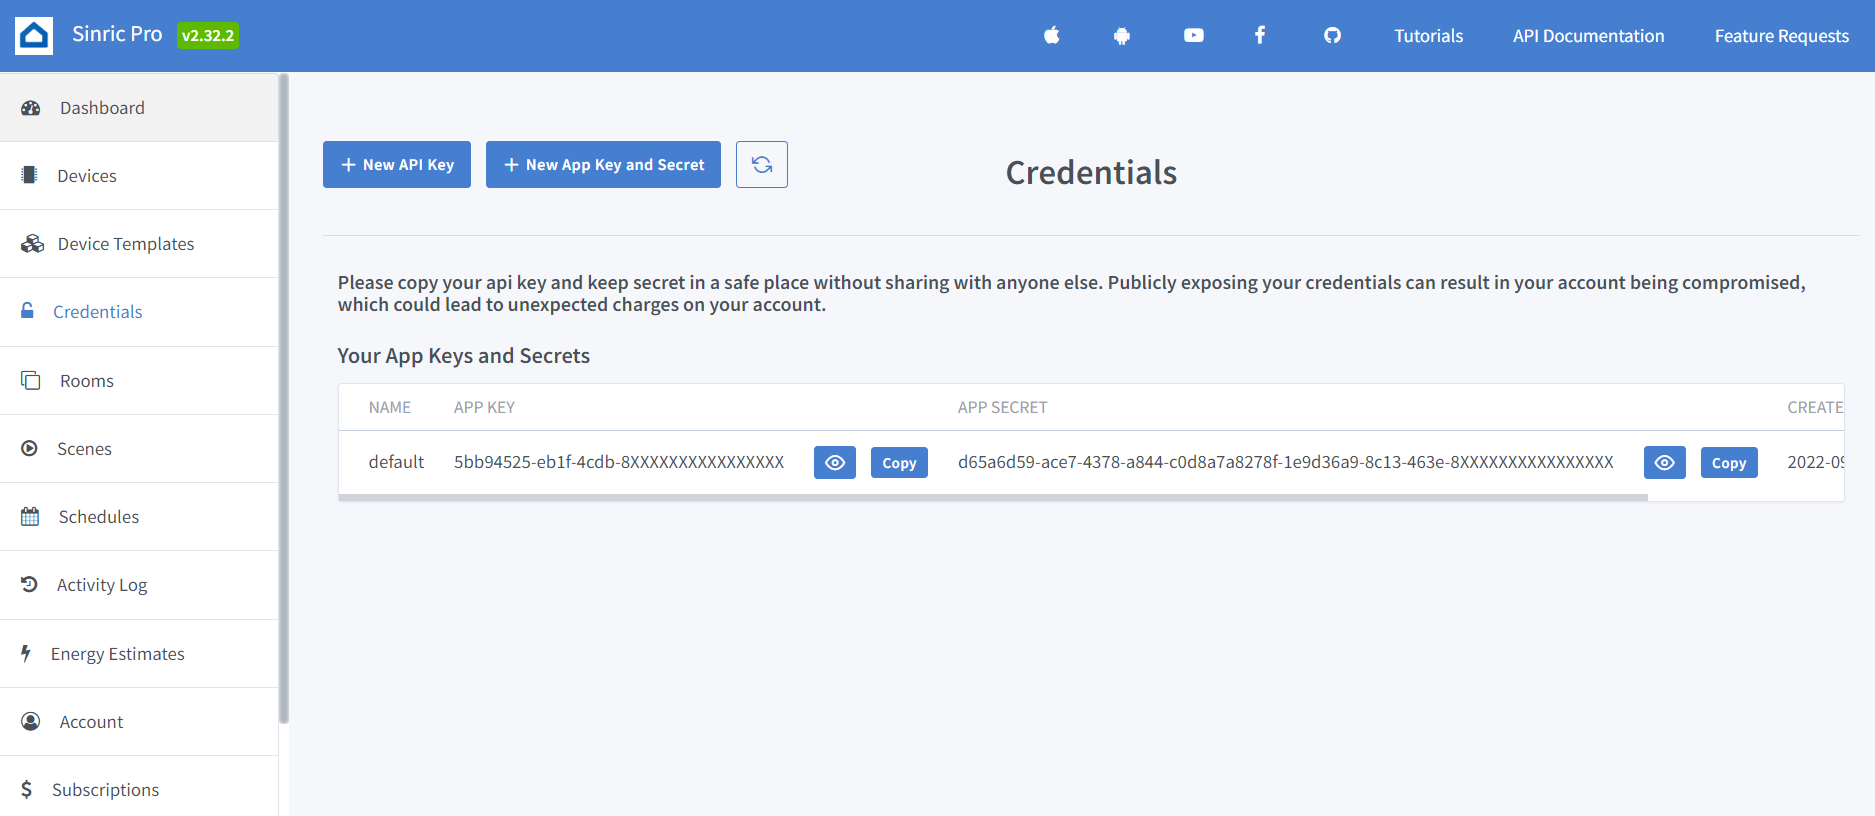 Sinric Pro v2.32.2
Tutorials API Documentation Feature Requests
Dashboard
Devices
Device Templates
Credentials
Rooms
Scenes
Schedules
Activity Log
Energy Estimates
Account
Subscriptions
+ New API Key + New App Key and Secret
Credentials
Please copy your api key and keep secret in a safe place without sharing with anyone else. Publicly exposing your credentials can result in your account being compromised,
which could lead to unexpected charges on your account.
Your App Keys and Secrets
NAME APP KEY APP SECRET CREATE
default 5bb94525-eb1f-4cdb-8XXXXXXXXXXXXXXXX Copy d65a6d59-ace7-4378-a844-c0d8a7a8278f-1e9d36a9-8c13-463e-8XXXXXXXXXXXXXXXX Copy 2022-09